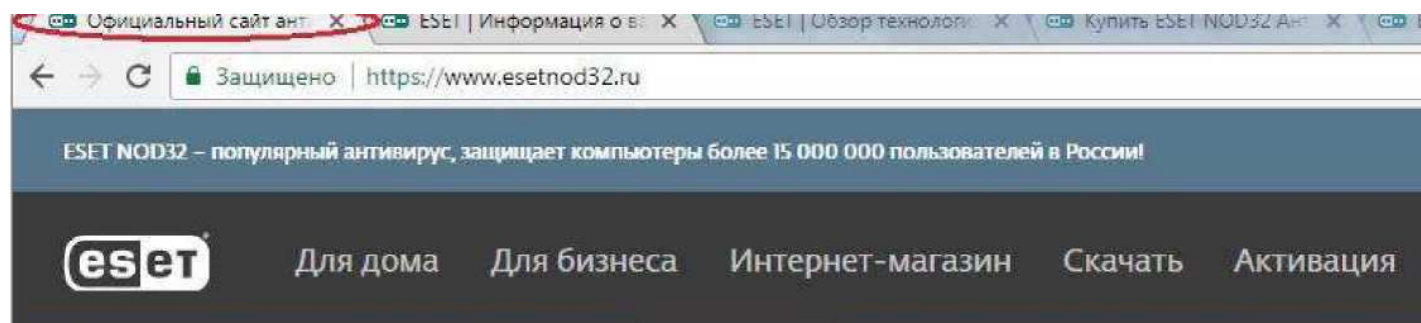 Официальный сайт ант ESET | Информация о в ESET | Обзор технологи Купить ESET NOD32 Ант
Защищено https://www.esetnod32.ru
ESET NOD32 – популярный антивирус, защищает компьютеры более 15 000 000 пользователей в России!
eset Для дома Для бизнеса Интернет-магазин Скачать Активация